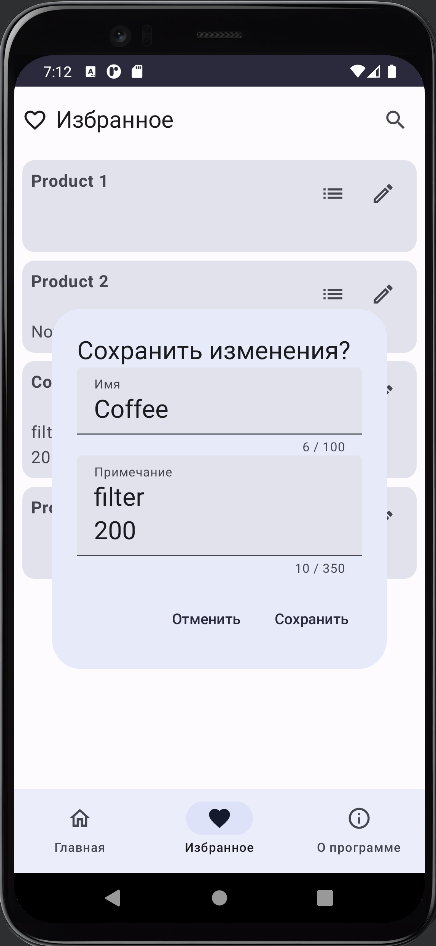 7:12
Избранное
Product 1
Product 2
No
Co
filt
20
Pro
Сохранить изменения?
Имя
Coffee
6 / 100
Примечание
filter
200
10 / 350
Отменить
Сохранить
Главная
Избранное
О программе